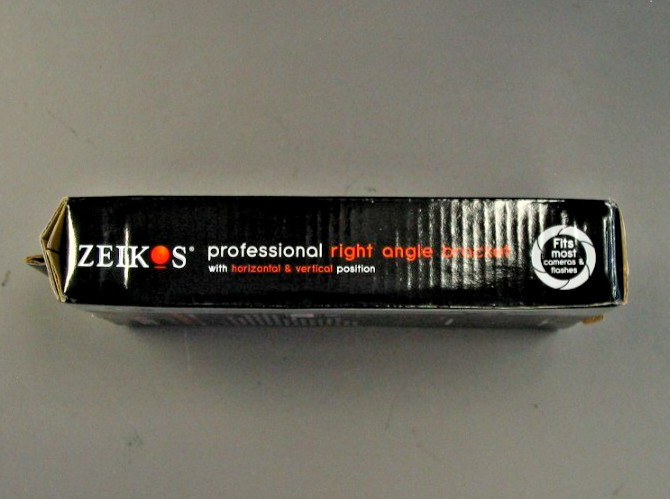 ZEIKOS®
professional right angle bracket
with horizontal & vertical position
Fits
most
cameras &
flashes